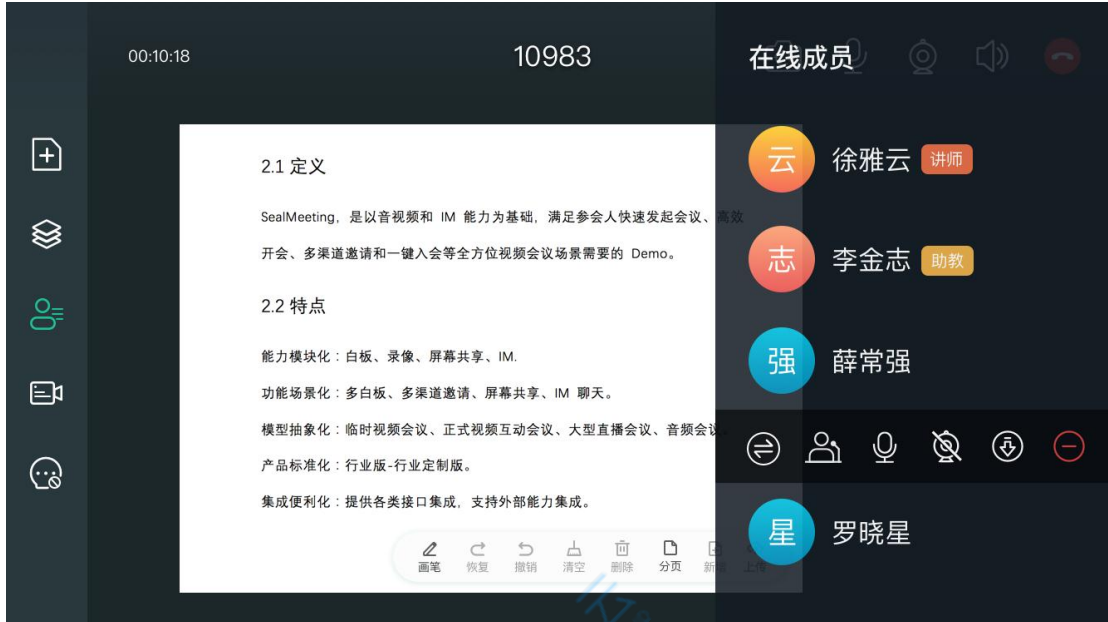 00:10:18
10983
在线成员
2.1 定义
SealMeeting，是以音视频和 IM 能力为基础，满足参会人快速发起会议、高效
开会、多渠道邀请和一键入会等全方位视频会议场景需要的 Demo。
2.2 特点
能力模块化：白板、录像、屏幕共享、IM.
功能场景化：多白板、多渠道邀请、屏幕共享、IM 聊天。
模型抽象化：临时视频会议、正式视频互动会议、大型直播会议、音频会议。
产品标准化：行业版-行业定制版。
集成便利化：提供各类接口集成，支持外部能力集成。
画笔 恢复 撤销 清空 删除 分页 新增 上传
云 徐雅云 讲师
志 李金志 助教
强 薛常强
星 罗晓星